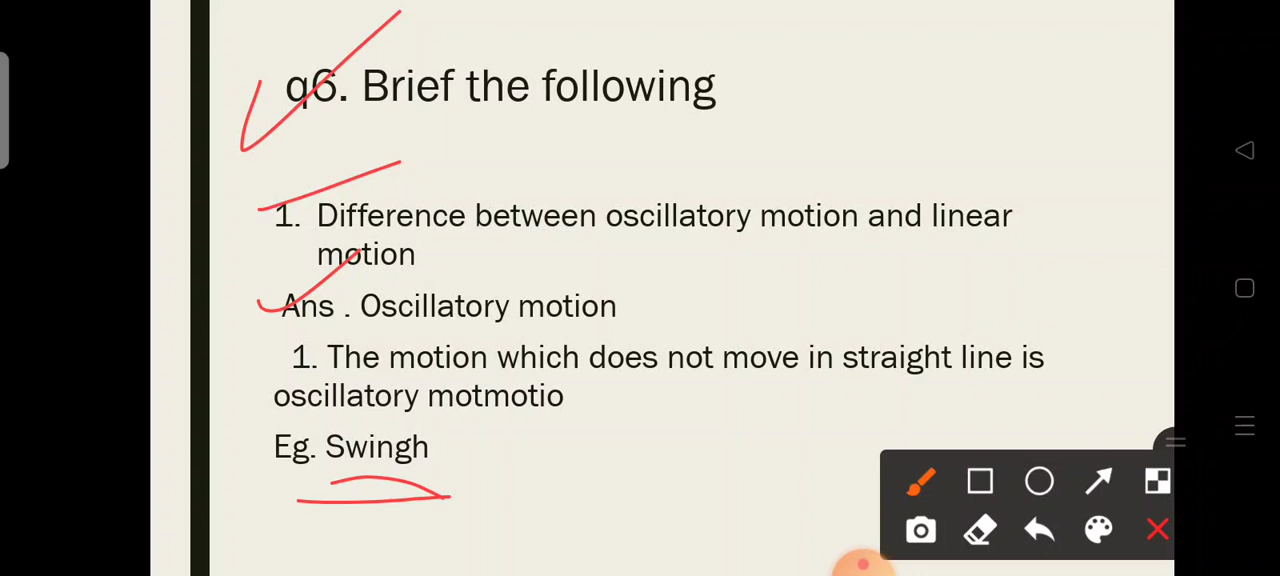 q6. Brief the following
1. Difference between oscillatory motion and linear
motion
Ans . Oscillatory motion
1. The motion which does not move in straight line is
oscillatory motmotio
Eg. Swingh